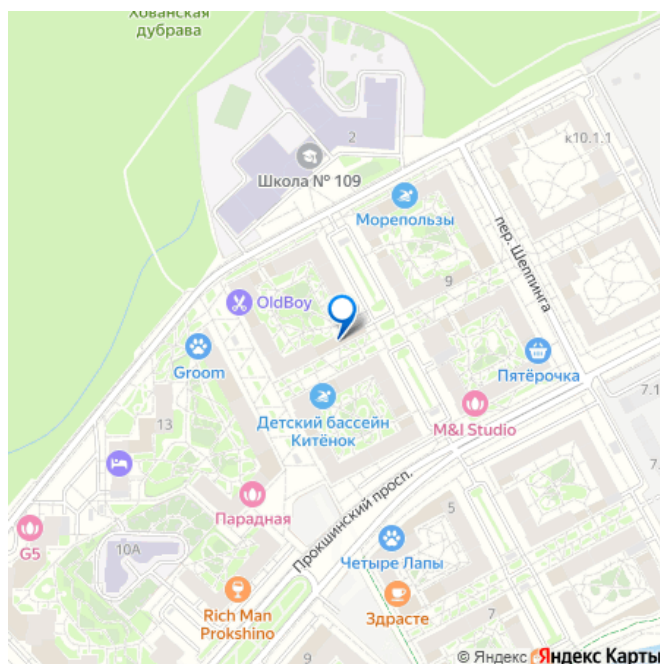 Хованская
дубрава
к10.1.1
2
Школа № 109
Морепользы
пер. Шеппинга
9
OldBoy
Groom
Пятёрочка
7.1
Детский бассейн
Китёнок
M&I Studio
13
7.
Парадная
Прокшинский просп.
5
G5
10А
Четыре Лапы
Rich Man
Prokshino
Здрасте
7
9
© Яндекс Яндекс Карты